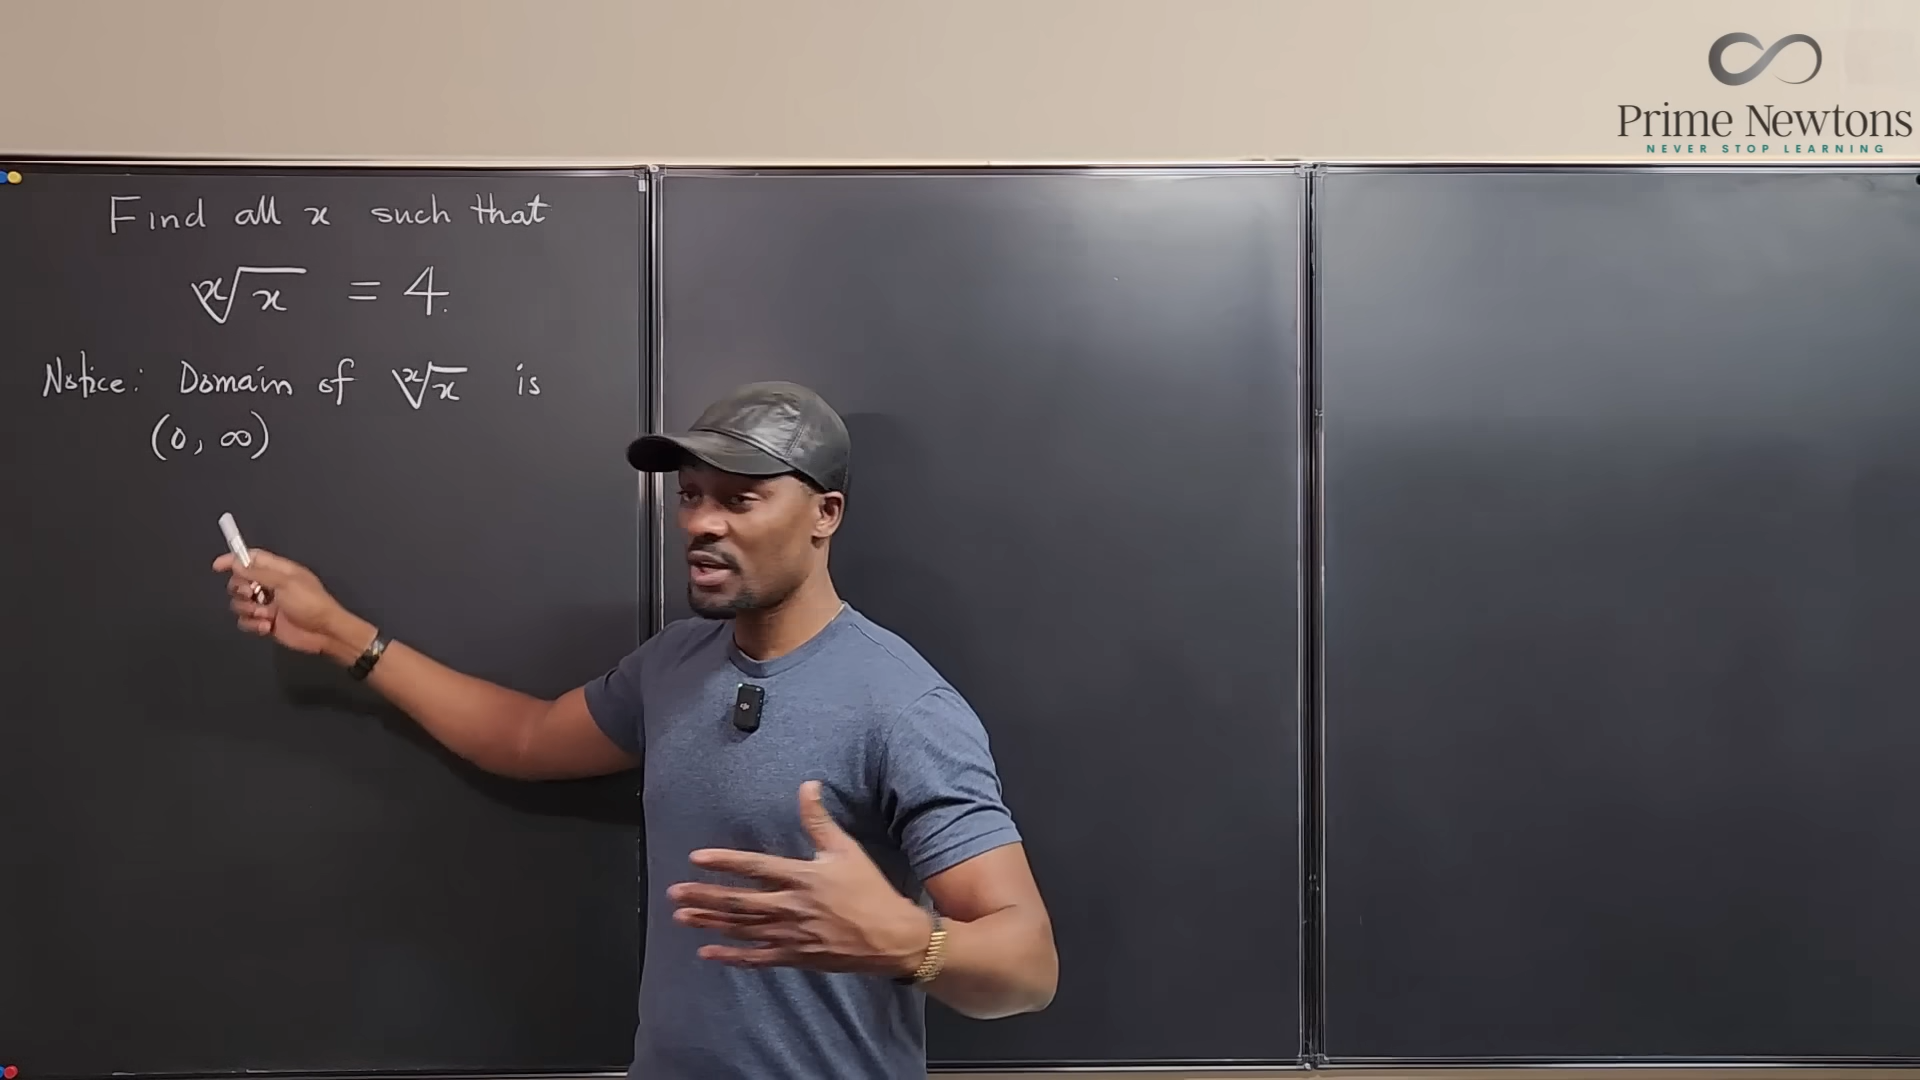 Prime Newtons
NEVER STOP LEARNING
Find all x such that
ˣ√x = 4.
Notice: Domain of ˣ√x is
(0, ∞)